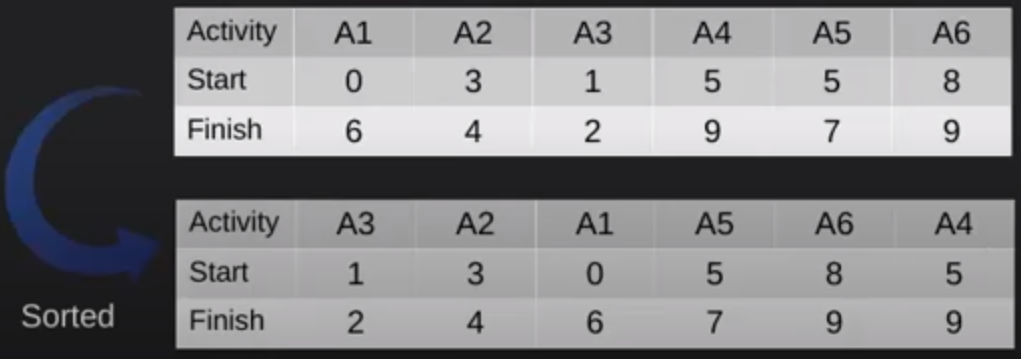 Activity A1 A2 A3 A4 A5 A6
Start 0 3 1 5 5 8
Finish 6 4 2 9 7 9
Activity A3 A2 A1 A5 A6 A4
Start 1 3 0 5 8 5
Finish 2 4 6 7 9 9
Sorted